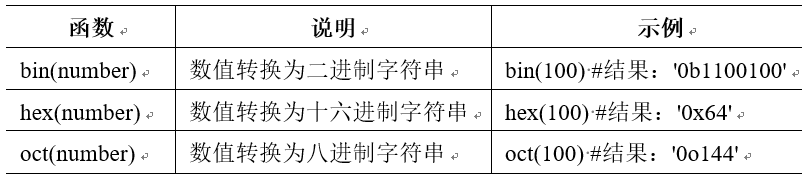 函数 说明 示例
bin(number) 数值转换为二进制字符串 bin(100) #结果：'0b1100100'
hex(number) 数值转换为十六进制字符串 hex(100) #结果：'0x64'
oct(number) 数值转换为八进制字符串 oct(100) #结果：'0o144'